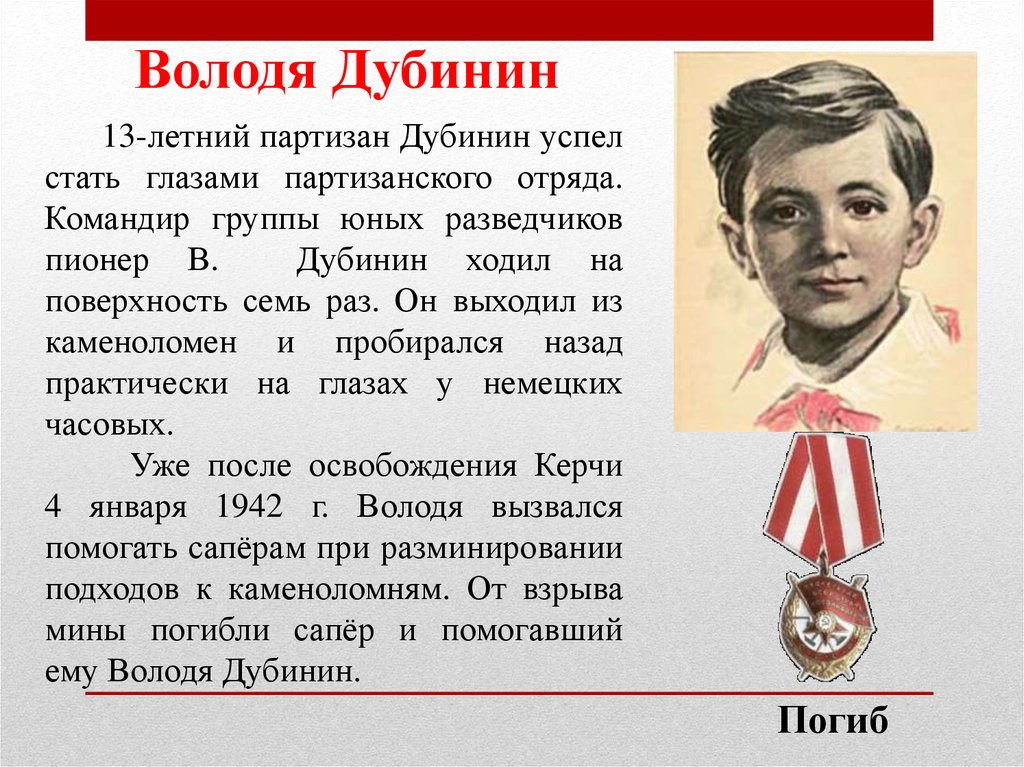 Володя Дубинин
13-летний партизан Дубинин успел
стать глазами партизанского отряда.
Командир группы юных разведчиков
пионер В. Дубинин ходил на
поверхность семь раз. Он выходил из
каменоломен и пробирался назад
практически на глазах у немецких
часовых.
Уже после освобождения Керчи
4 января 1942 г. Володя вызвался
помогать сапёрам при разминировании
подходов к каменоломням. От взрыва
мины погибли сапёр и помогавший
ему Володя Дубинин.
Погиб